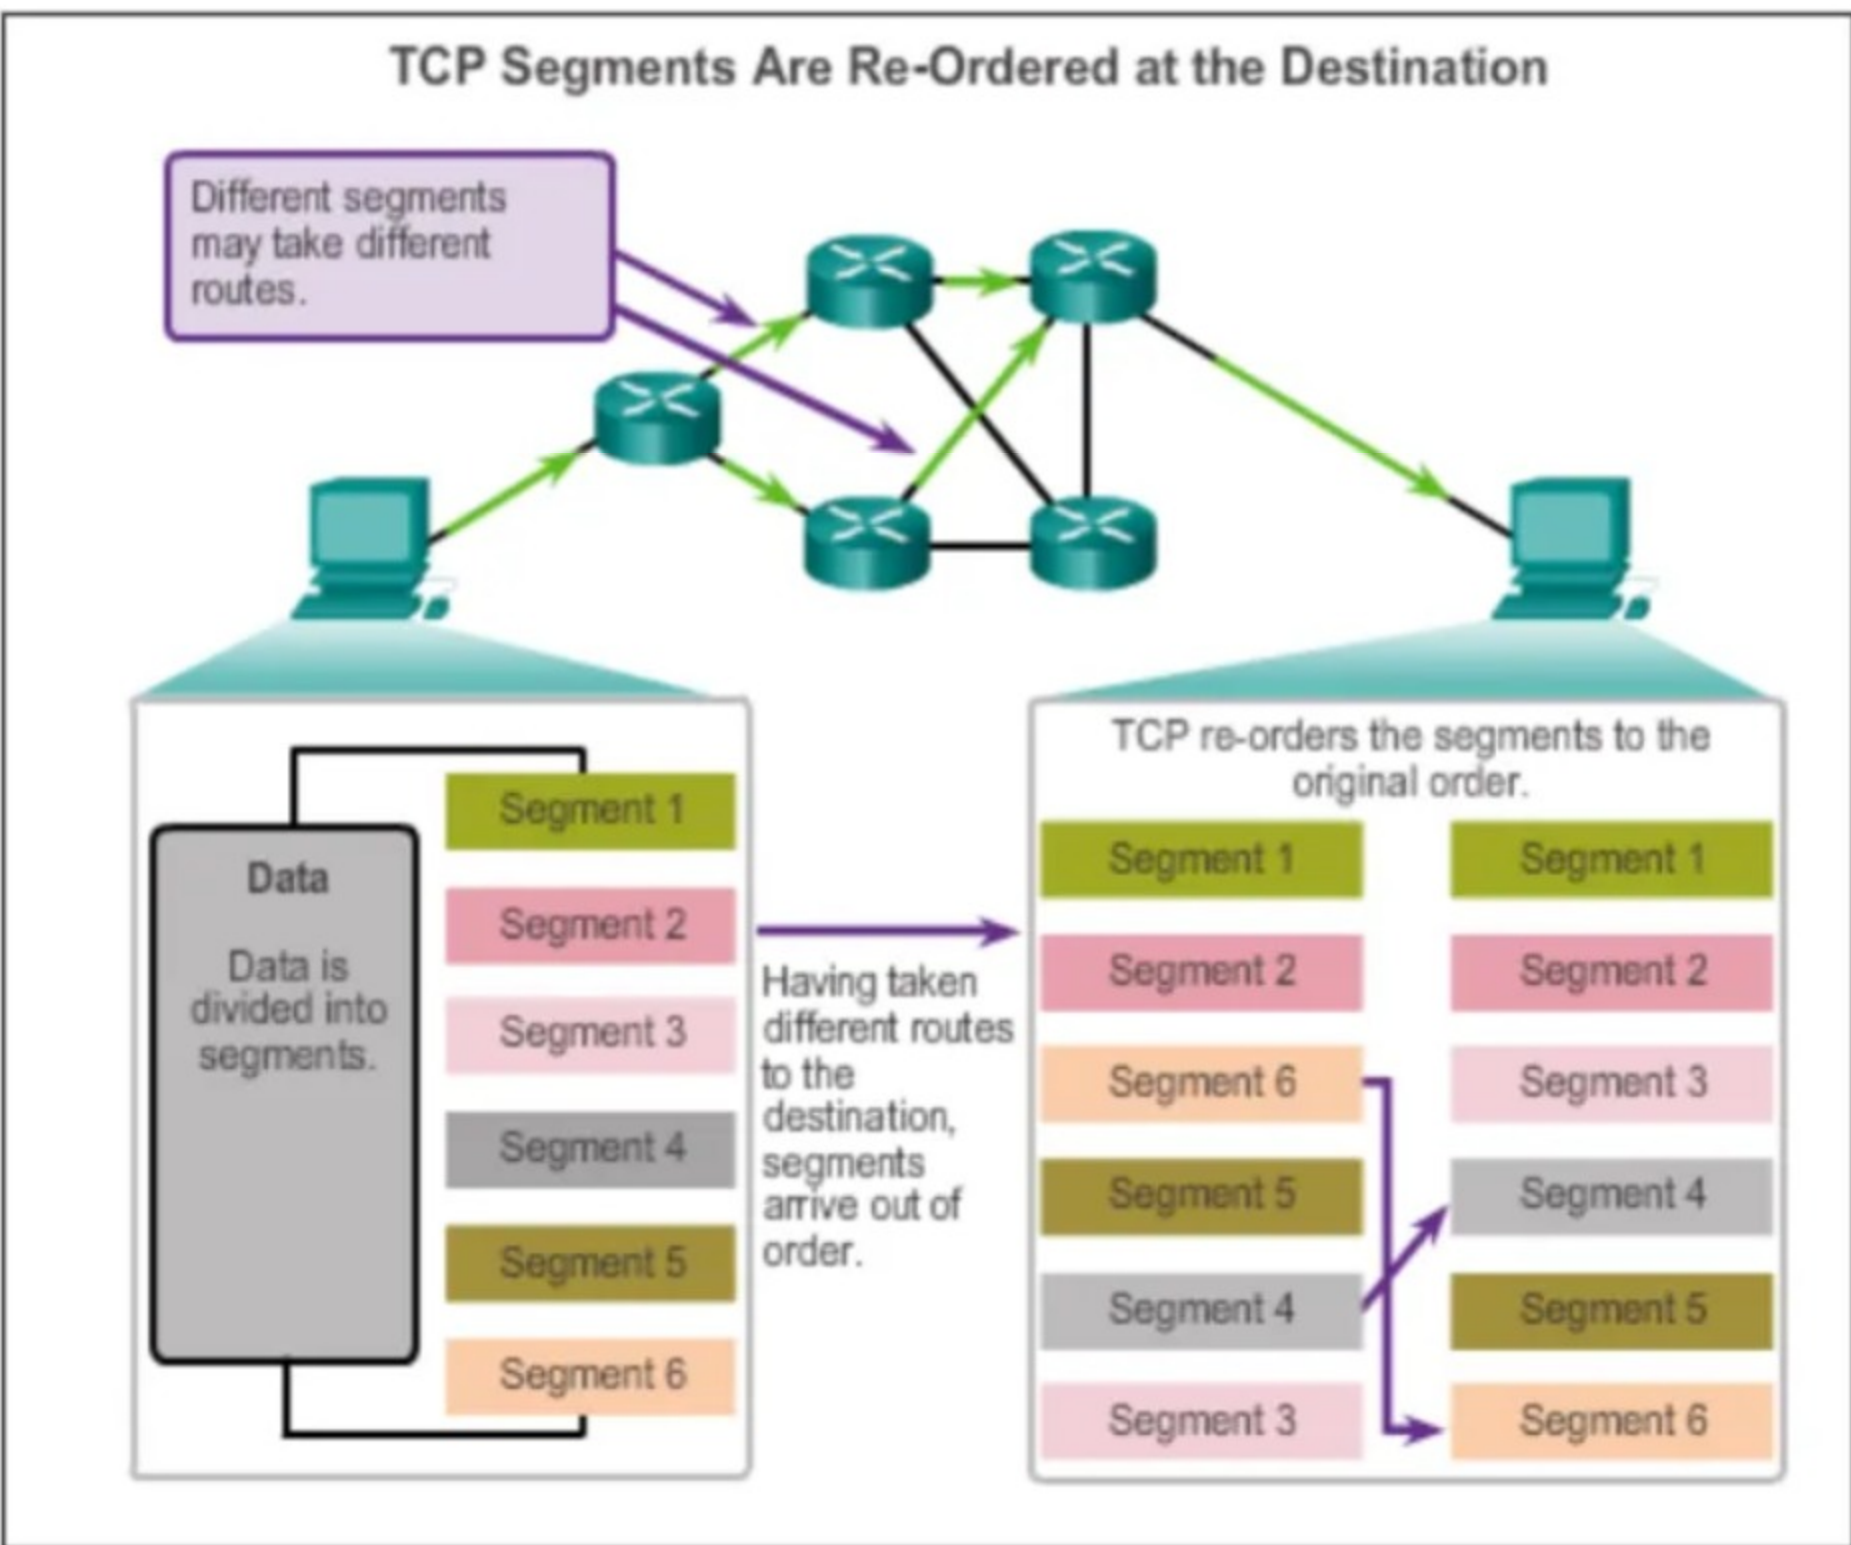 TCP Segments Are Re-Ordered at the Destination
Different segments
may take different
routes.
Data
Data is
divided into
segments.
Segment 1
Segment 2
Segment 3
Segment 4
Segment 5
Segment 6
Having taken
different routes
to the
destination,
segments
arrive out of
order.
TCP re-orders the segments to the
original order.
Segment 1
Segment 2
Segment 6
Segment 5
Segment 4
Segment 3
Segment 1
Segment 2
Segment 3
Segment 4
Segment 5
Segment 6